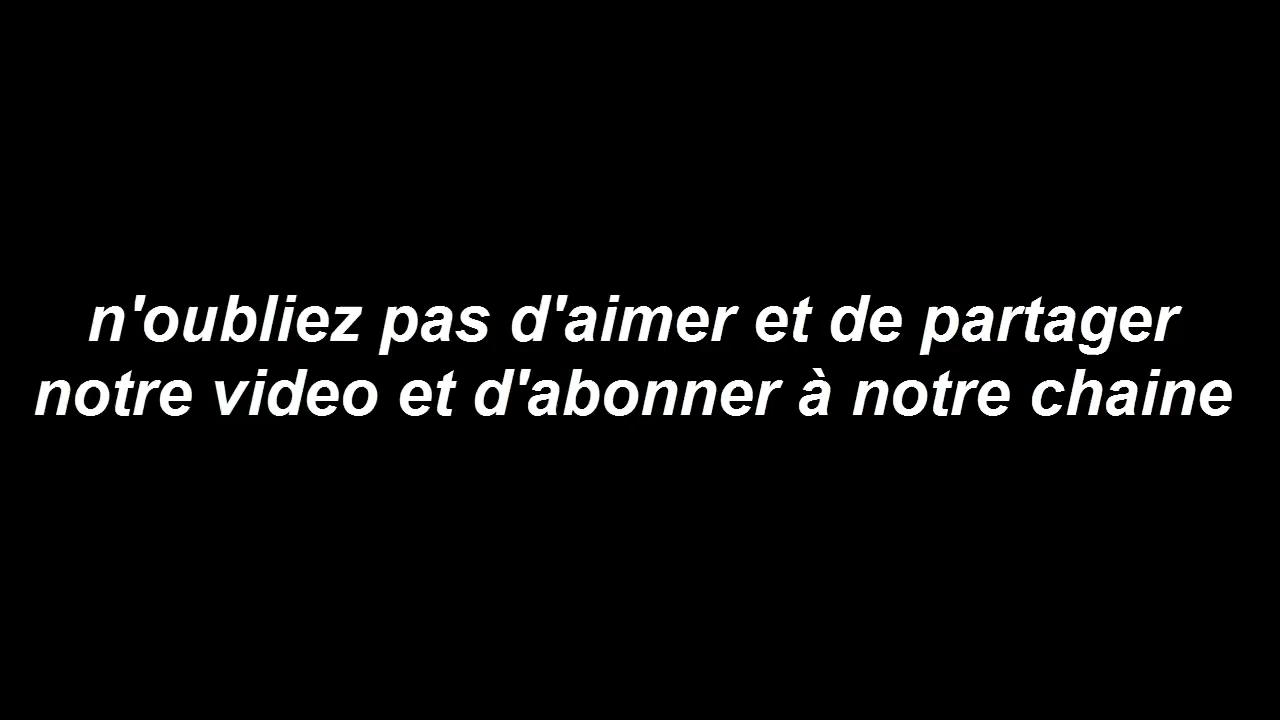 n'oubliez pas d'aimer et de partager
notre video et d'abonner à notre chaine